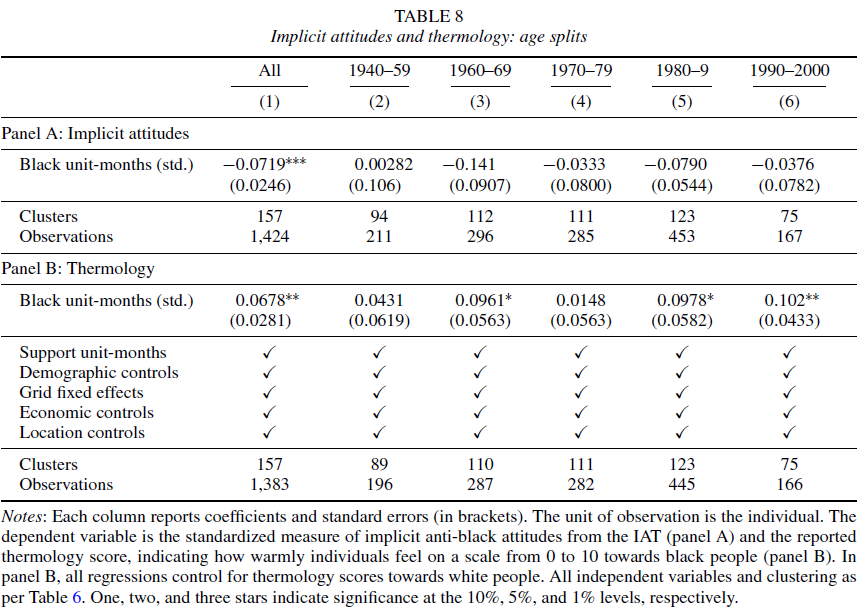 TABLE 8
Implicit attitudes and thermology: age splits
All 1940–59 1960–69 1970–79 1980–9 1990–2000
(1) (2) (3) (4) (5) (6)
Panel A: Implicit attitudes
Black unit-months (std.) −0.0719*** 0.00282 −0.141 −0.0333 −0.0790 −0.0376
(0.0246) (0.106) (0.0907) (0.0800) (0.0544) (0.0782)
Clusters 157 94 112 111 123 75
Observations 1,424 211 296 285 453 167
Panel B: Thermology
Black unit-months (std.) 0.0678** 0.0431 0.0961* 0.0148 0.0978* 0.102**
(0.0281) (0.0619) (0.0563) (0.0563) (0.0582) (0.0433)
Support unit-months ✓ ✓ ✓ ✓ ✓ ✓
Demographic controls ✓ ✓ ✓ ✓ ✓ ✓
Grid fixed effects ✓ ✓ ✓ ✓ ✓ ✓
Economic controls ✓ ✓ ✓ ✓ ✓ ✓
Location controls ✓ ✓ ✓ ✓ ✓ ✓
Clusters 157 89 110 111 123 75
Observations 1,383 196 287 282 445 166
Notes: Each column reports coefficients and standard errors (in brackets). The unit of observation is the individual. The
dependent variable is the standardized measure of implicit anti-black attitudes from the IAT (panel A) and the reported
thermology score, indicating how warmly individuals feel on a scale from 0 to 10 towards black people (panel B). In
panel B, all regressions control for thermology scores towards white people. All independent variables and clustering as
per Table 6. One, two, and three stars indicate significance at the 10%, 5%, and 1% levels, respectively.